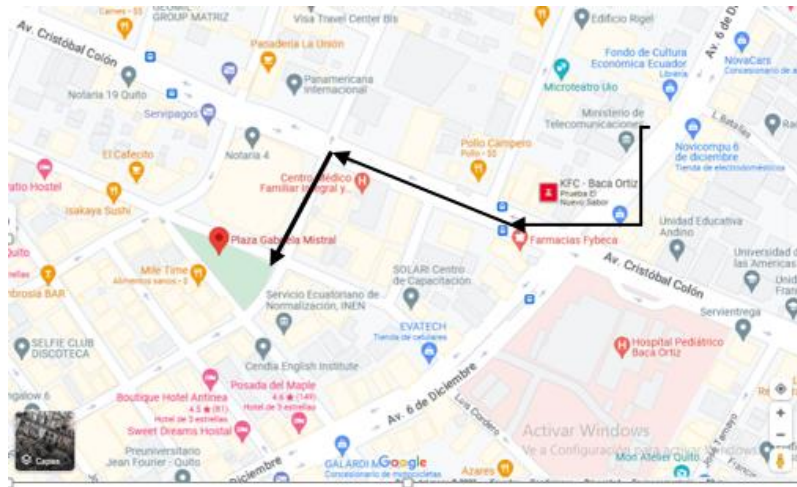 GROUP MATRIZ
Visa Travel Center Bls
Edificio Rigel
Av. 6 de D
Av. Cristóbal Colón
Panadería La Unión
Fondo de Cultura
Económica Ecuador
Librería
NovaCars
Concesionario de a
Notaria 19 Quito
Panamericana
Internacional
Microteatro Uio
Servipagos
Ministerio de
Telecomunicaciones
L. Batallas
El Cafecito
Notaria 4
Pollo Campero
Pollo - $$
Novicompu 6
de diciembre
Tienda de electrodomésticos
Centro Médico
Familiar Integral y...
KFC - Baca Ortiz
Prueba El
Nuevo Sabor
Isakaya Sushi
Unidad Educativa
Andino
Plaza Gabriela Mistral
Farmacias Fybeca
Universidad d
las Americas
Av. Cristóbal Colón
Mile Time
Alimentos sanos - $
SOLARI Centro
de Capacitación
Servicio Ecuatoriano de
Normalización, INEN
Servientrega
SELFIE CLUB
DISCOTECA
EVATECH
Tienda de celulares
Hospital Pediátrico
Baca Ortiz
Cendia English Institute
Boutique Hotel Antinea
4.5 ★ (81)
Hotel de 3 estrellas
Posada del Maple
4.6 ★ (149)
Hotel de 3 estrellas
Av. 6 de Diciembre
Luis Cordero
Sweet Dreams Hostal
Capas
Activar Windows
Ve a Configuración para activar Windows
José Tamayo
Preuniversitario
Jean Fourier - Quito
Diciembre
GALARDI M
Concesionario de motocicletas
Google
Azares
Mon Atelier Quito